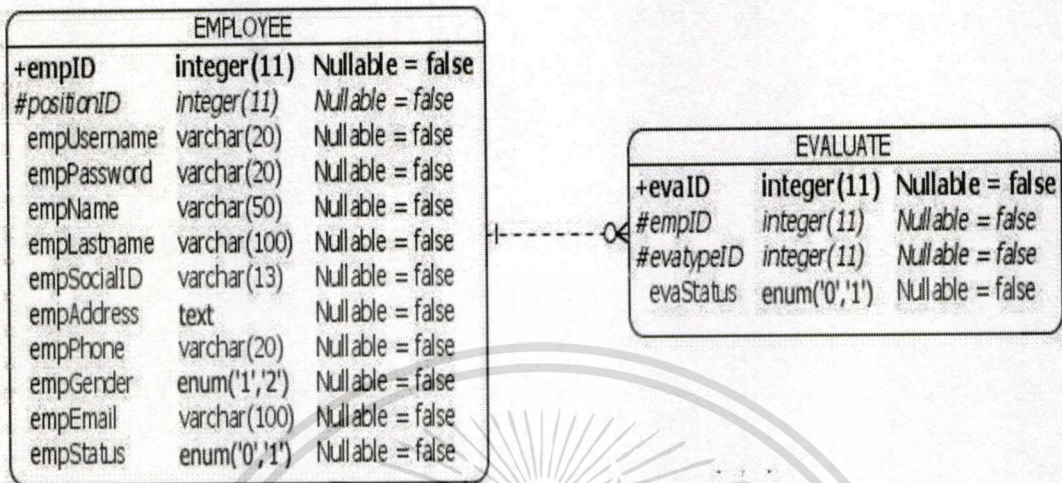 EMPLOYEE
+empID integer(11) Nullable = false
#positionID integer(11) Nullable = false
empUsername varchar(20) Nullable = false
empPassword varchar(20) Nullable = false
empName varchar(50) Nullable = false
empLastname varchar(100) Nullable = false
empSocialID varchar(13) Nullable = false
empAddress text Nullable = false
empPhone varchar(20) Nullable = false
empGender enum('1','2') Nullable = false
empEmail varchar(100) Nullable = false
empStatus enum('0','1') Nullable = false
EVALUATE
+evaID integer(11) Nullable = false
#empID integer(11) Nullable = false
#evatypeID integer(11) Nullable = false
evaStatus enum('0','1') Nullable = false